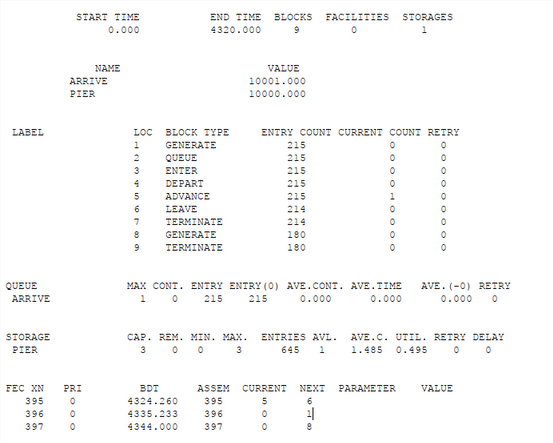 START TIME END TIME BLOCKS FACILITIES STORAGES
0.000 4320.000 9 0 1
NAME VALUE
ARRIVE 10001.000
PIER 10000.000
LABEL LOC BLOCK TYPE ENTRY COUNT CURRENT COUNT RETRY
1 GENERATE 215 0 0
2 QUEUE 215 0 0
3 ENTER 215 0 0
4 DEPART 215 0 0
5 ADVANCE 215 1 0
6 LEAVE 214 0 0
7 TERMINATE 214 0 0
8 GENERATE 180 0 0
9 TERMINATE 180 0 0
QUEUE MAX CONT. ENTRY ENTRY(0) AVE.CONT. AVE.TIME AVE.(-0) RETRY
ARRIVE 1 0 215 215 0.000 0.000 0.000 0
STORAGE CAP. REM. MIN. MAX. ENTRIES AVL. AVE.C. UTIL. RETRY DELAY
PIER 3 0 0 3 645 1 1.485 0.495 0 0
FEC XN PRI BDT ASSEM CURRENT NEXT PARAMETER VALUE
395 0 4324.260 395 5 6
396 0 4335.233 396 0 1
397 0 4344.000 397 0 8